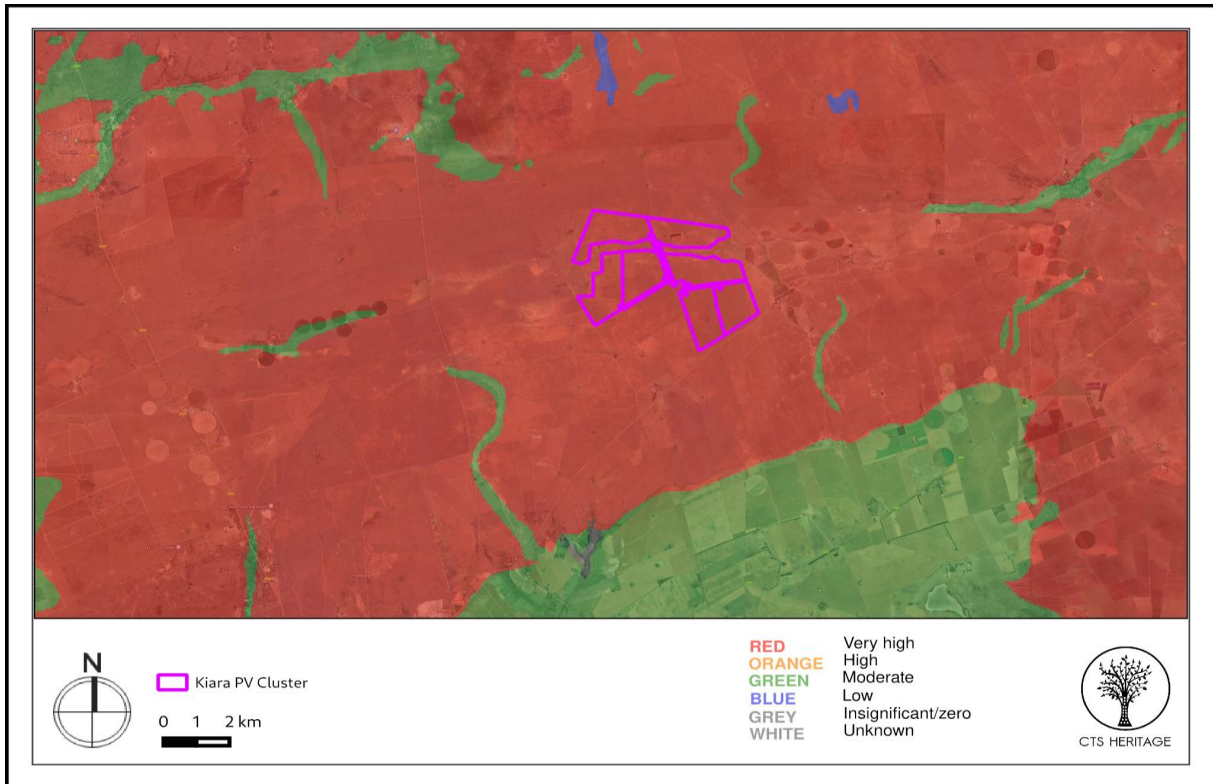 N
Kiara PV Cluster
0 1 2 km
RED Very high
ORANGE High
GREEN Moderate
BLUE Low
GREY Insignificant/zero
WHITE Unknown
CTS HERITAGE